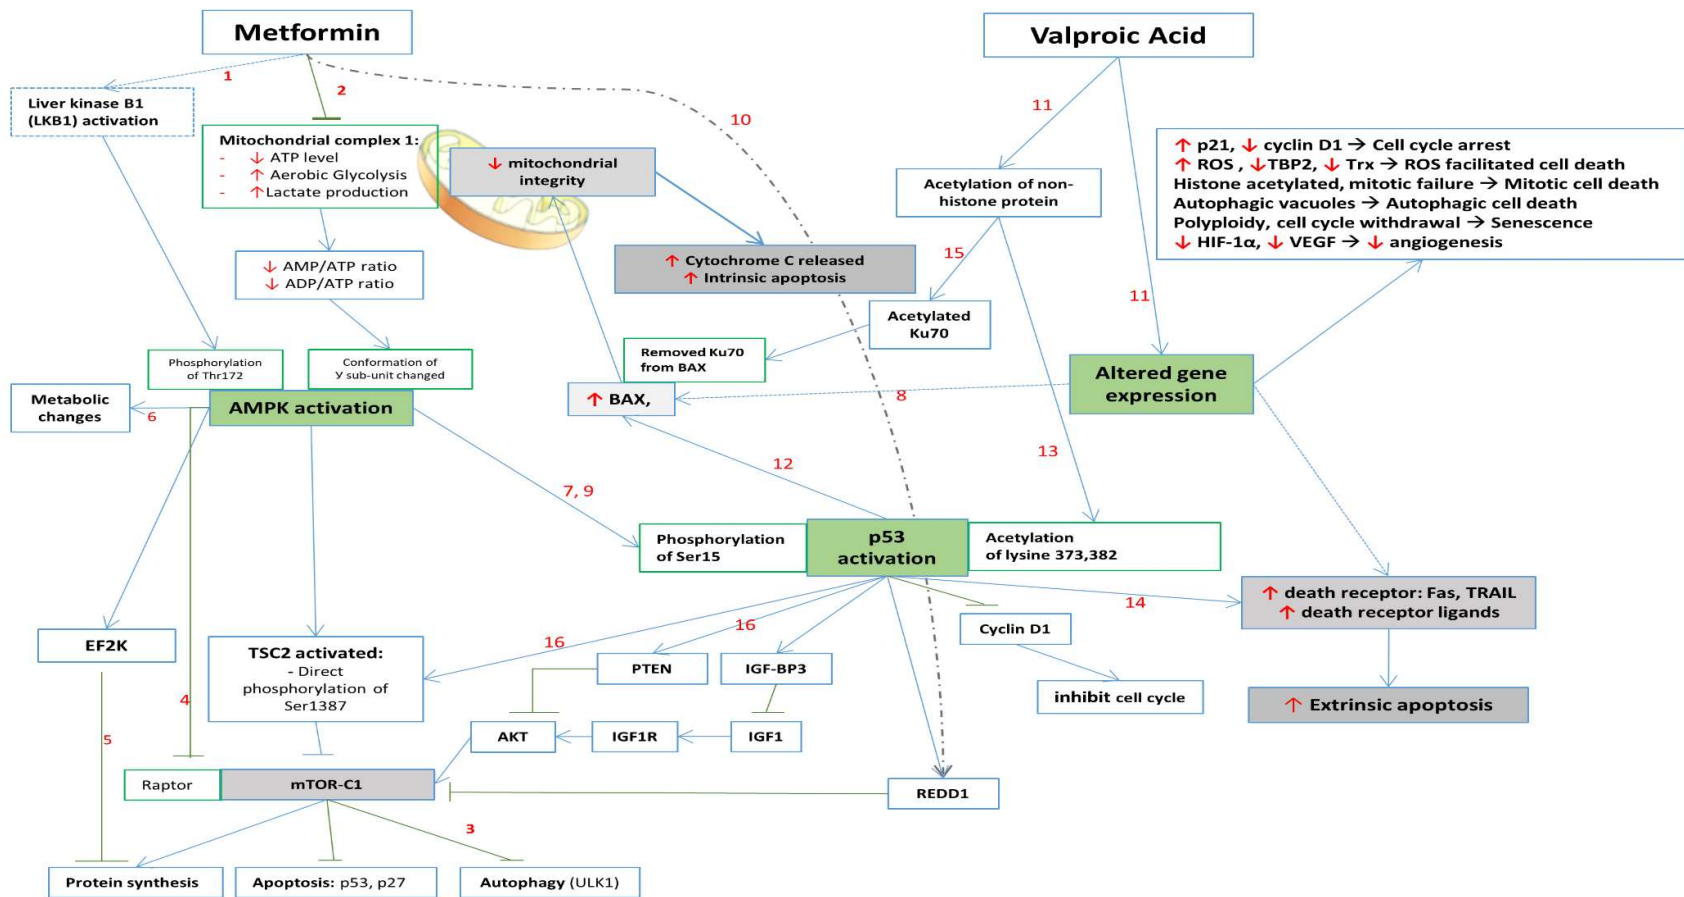 Metformin
Valproic Acid
1
2
10
11
Liver kinase B1
(LKB1) activation
Mitochondrial complex 1:
- ↓ ATP level
- ↑ Aerobic Glycolysis
- ↑Lactate production
↓ mitochondrial
integrity
Acetylation of non-
histone protein
↑ p21, ↓ cyclin D1 → Cell cycle arrest
↑ ROS , ↓TBP2, ↓ Trx → ROS facilitated cell death
Histone acetylated, mitotic failure → Mitotic cell death
Autophagic vacuoles → Autophagic cell death
Polyploidy, cell cycle withdrawal → Senescence
↓ HIF-1α, ↓ VEGF → ↓ angiogenesis
↓ AMP/ATP ratio
↓ ADP/ATP ratio
↑ Cytochrome C released
↑ Intrinsic apoptosis
15
11
Acetylated
Ku70
Phosphorylation
of Thr172
Conformation of
У sub-unit changed
Removed Ku70
from BAX
Metabolic
changes
6
AMPK activation
↑ BAX,
8
Altered gene
expression
12
13
7, 9
Phosphorylation
of Ser15
p53
activation
Acetylation
of lysine 373,382
14
↑ death receptor: Fas, TRAIL
↑ death receptor ligands
EF2K
TSC2 activated:
- Direct
phosphorylation of
Ser1387
16
16
PTEN
IGF-BP3
Cyclin D1
inhibit cell cycle
↑ Extrinsic apoptosis
4
5
AKT
IGF1R
IGF1
Raptor
mTOR-C1
REDD1
3
Protein synthesis
Apoptosis: p53, p27
Autophagy (ULK1)